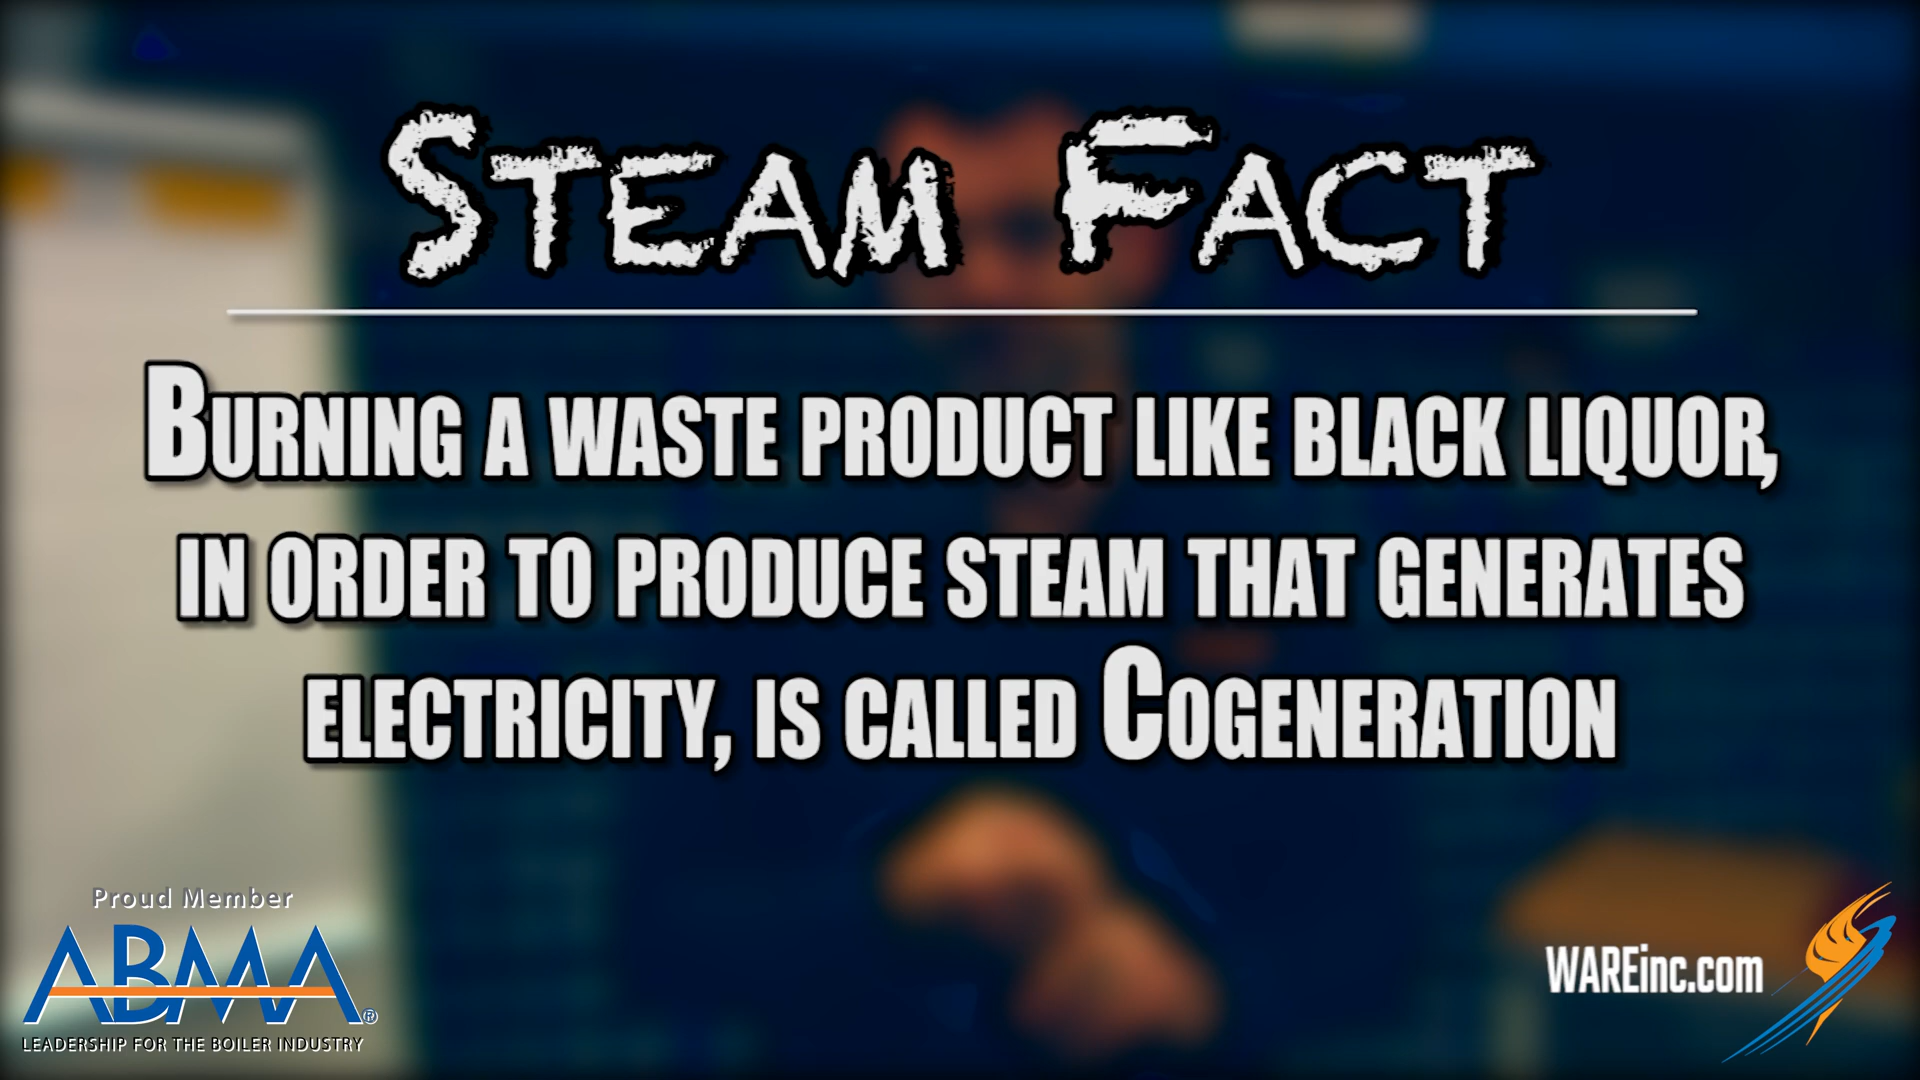 STEAM FACT
BURNING A WASTE PRODUCT LIKE BLACK LIQUOR,
IN ORDER TO PRODUCE STEAM THAT GENERATES
ELECTRICITY, IS CALLED COGENERATION
Proud Member
ABMA®
LEADERSHIP FOR THE BOILER INDUSTRY
WAREinc.com